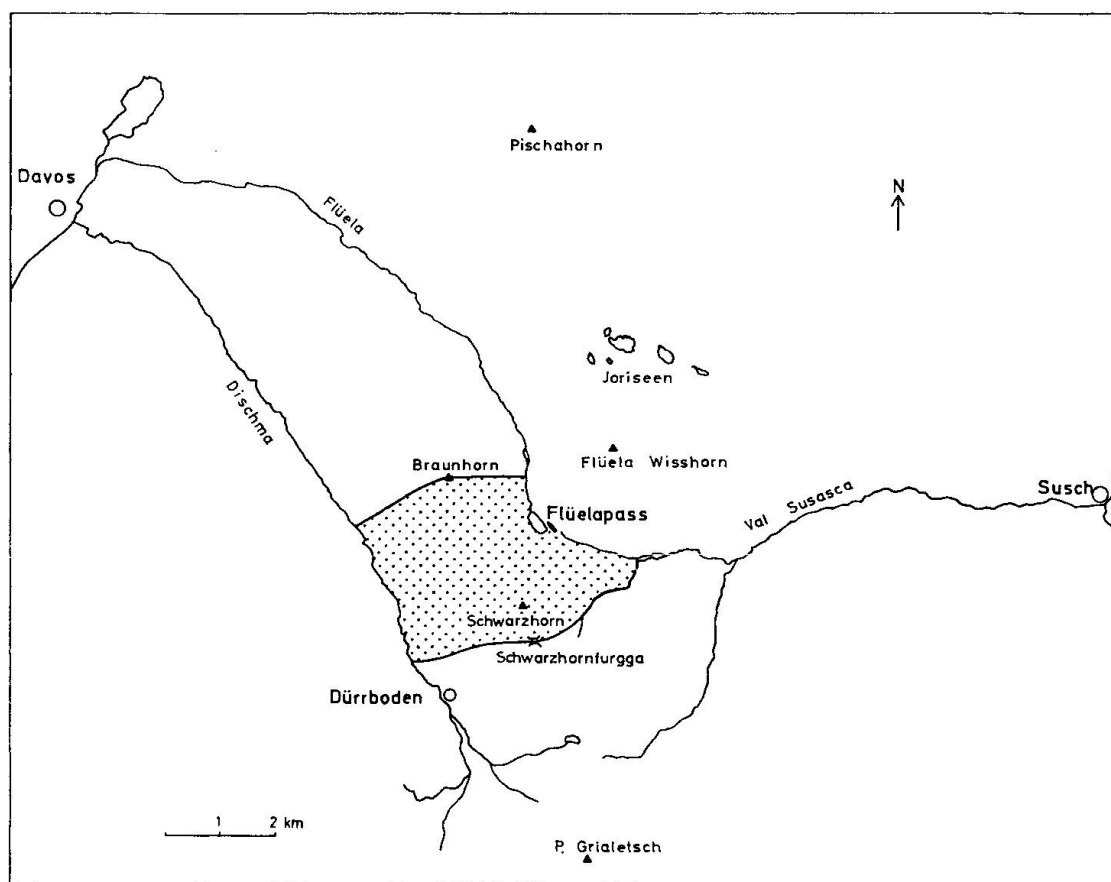 Pischahorn
Davos
N
Flüela
Joriseen
Dischma
Braunhorn
Flüela Wisshorn
Susch
Val Susasca
Flüelapass
Schwarzhorn
Schwarzhornfurgga
Dürrboden
1 2 km
P. Grialetsch